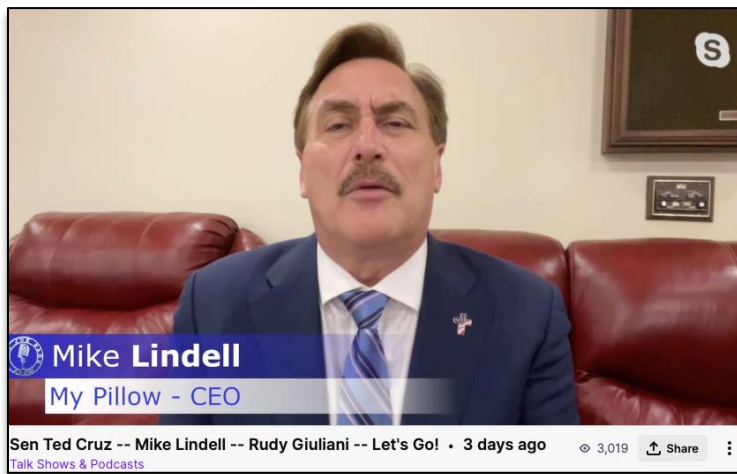 S
Mike Lindell
My Pillow - CEO
Sen Ted Cruz -- Mike Lindell -- Rudy Giuliani -- Let's Go! • 3 days ago
3,019
Share
Talk Shows & Podcasts